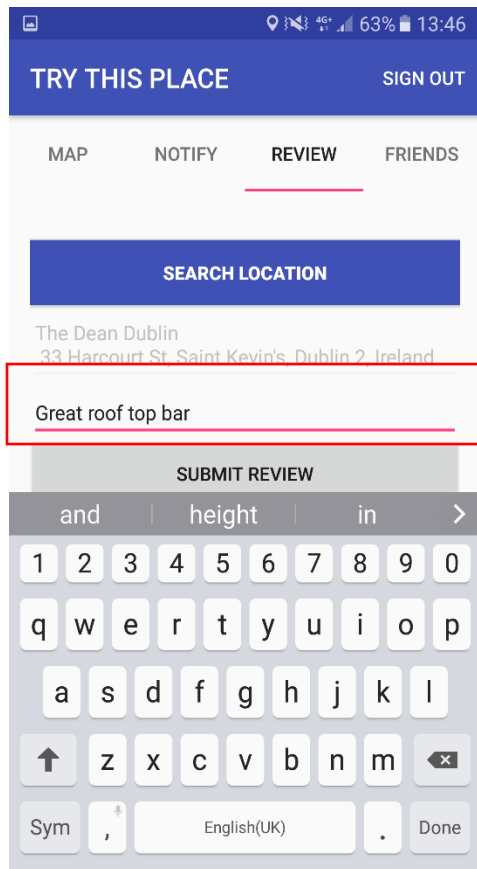 4G+ 63% 13:46
TRY THIS PLACE SIGN OUT
MAP NOTIFY REVIEW FRIENDS
SEARCH LOCATION
The Dean Dublin
33 Harcourt St, Saint Kevin's, Dublin 2, Ireland
Great roof top bar
SUBMIT REVIEW
and height in
1 2 3 4 5 6 7 8 9 0
q w e r t y u i o p
a s d f g h j k l
z x c v b n m
Sym , English(UK) . Done